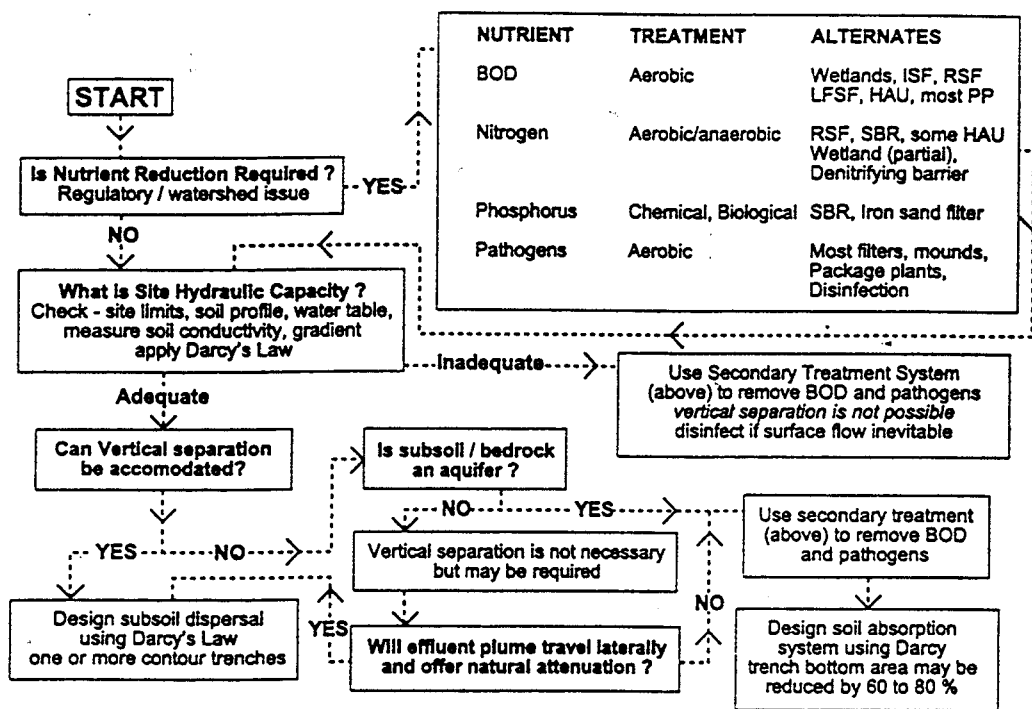 START
Is Nutrient Reduction Required ?
Regulatory / watershed issue
YES
NO
NUTRIENT TREATMENT ALTERNATES
BOD Aerobic Wetlands, ISF, RSF
LFSF, HAU, most PP
Nitrogen Aerobic/anaerobic RSF, SBR, some HAU
Wetland (partial),
Denitrifying barrier
Phosphorus Chemical, Biological SBR, Iron sand filter
Pathogens Aerobic Most filters, mounds,
Package plants,
Disinfection
What is Site Hydraulic Capacity ?
Check - site limits, soil profile, water table,
measure soil conductivity, gradient
apply Darcy's Law
Inadequate
Adequate
Use Secondary Treatment System
(above) to remove BOD and pathogens
vertical separation is not possible
disinfect if surface flow inevitable
Can Vertical separation
be accomodated?
YES
NO
Is subsoil / bedrock
an aquifer ?
NO
YES
Vertical separation is not necessary
but may be required
Use secondary treatment
(above) to remove BOD
and pathogens
Design subsoil dispersal
using Darcy's Law
one or more contour trenches
YES
Will effluent plume travel laterally
and offer natural attenuation ?
NO
Design soil absorption
system using Darcy
trench bottom area may be
reduced by 60 to 80 %